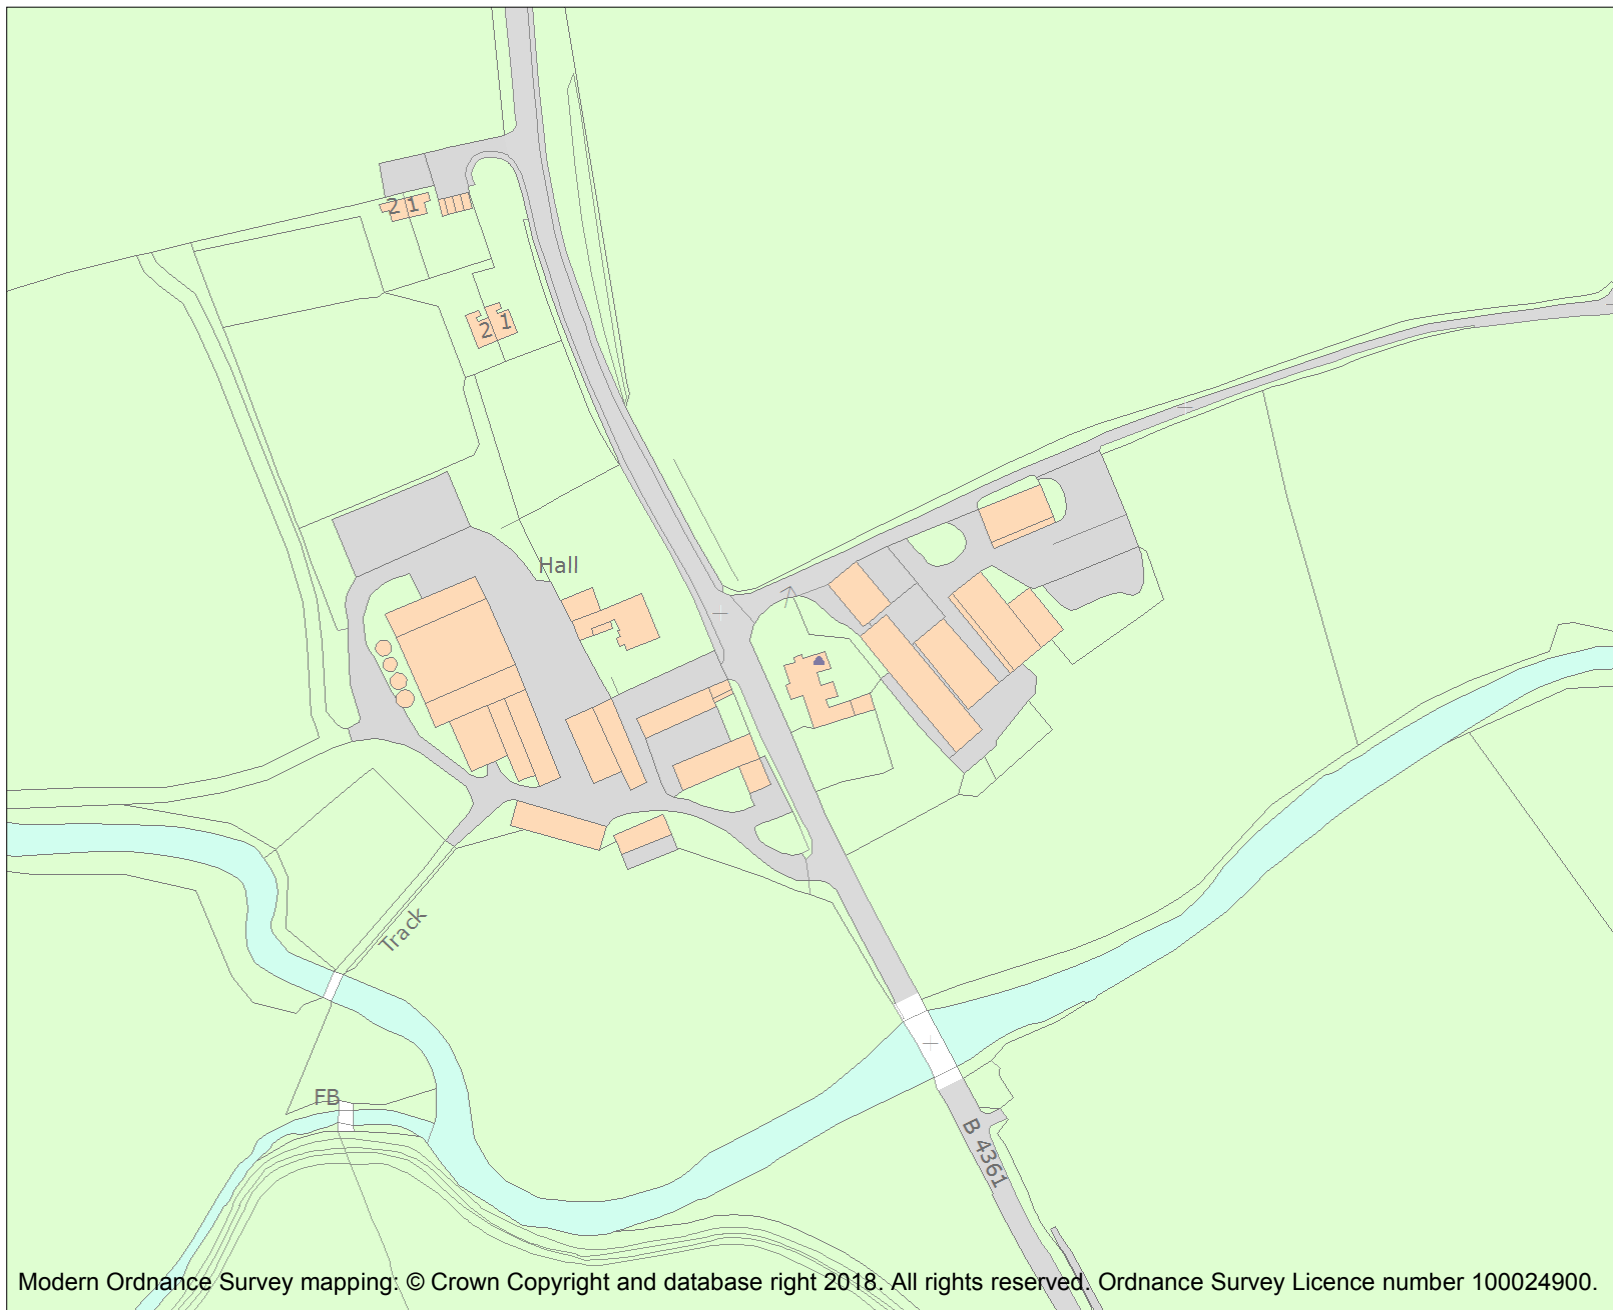 2 1
2 1
Hall
Track
FB
B 4361
Modern Ordnance Survey mapping: © Crown Copyright and database right 2018. All rights reserved. Ordnance Survey Licence number 100024900.